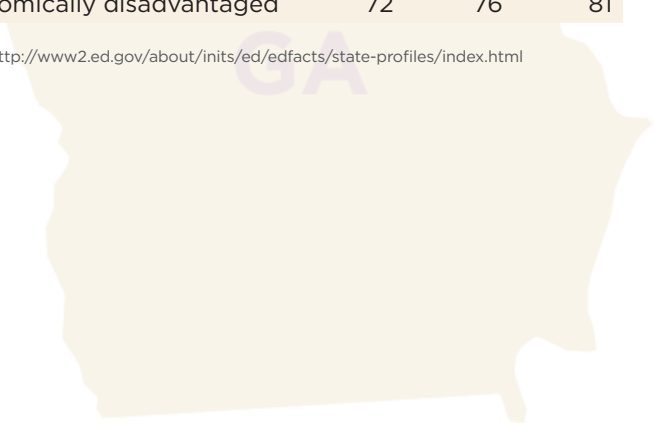 omically disadvantaged 72 76 81
ttp://www2.ed.gov/about/inits/ed/edfacts/state-profiles/index.html
GA